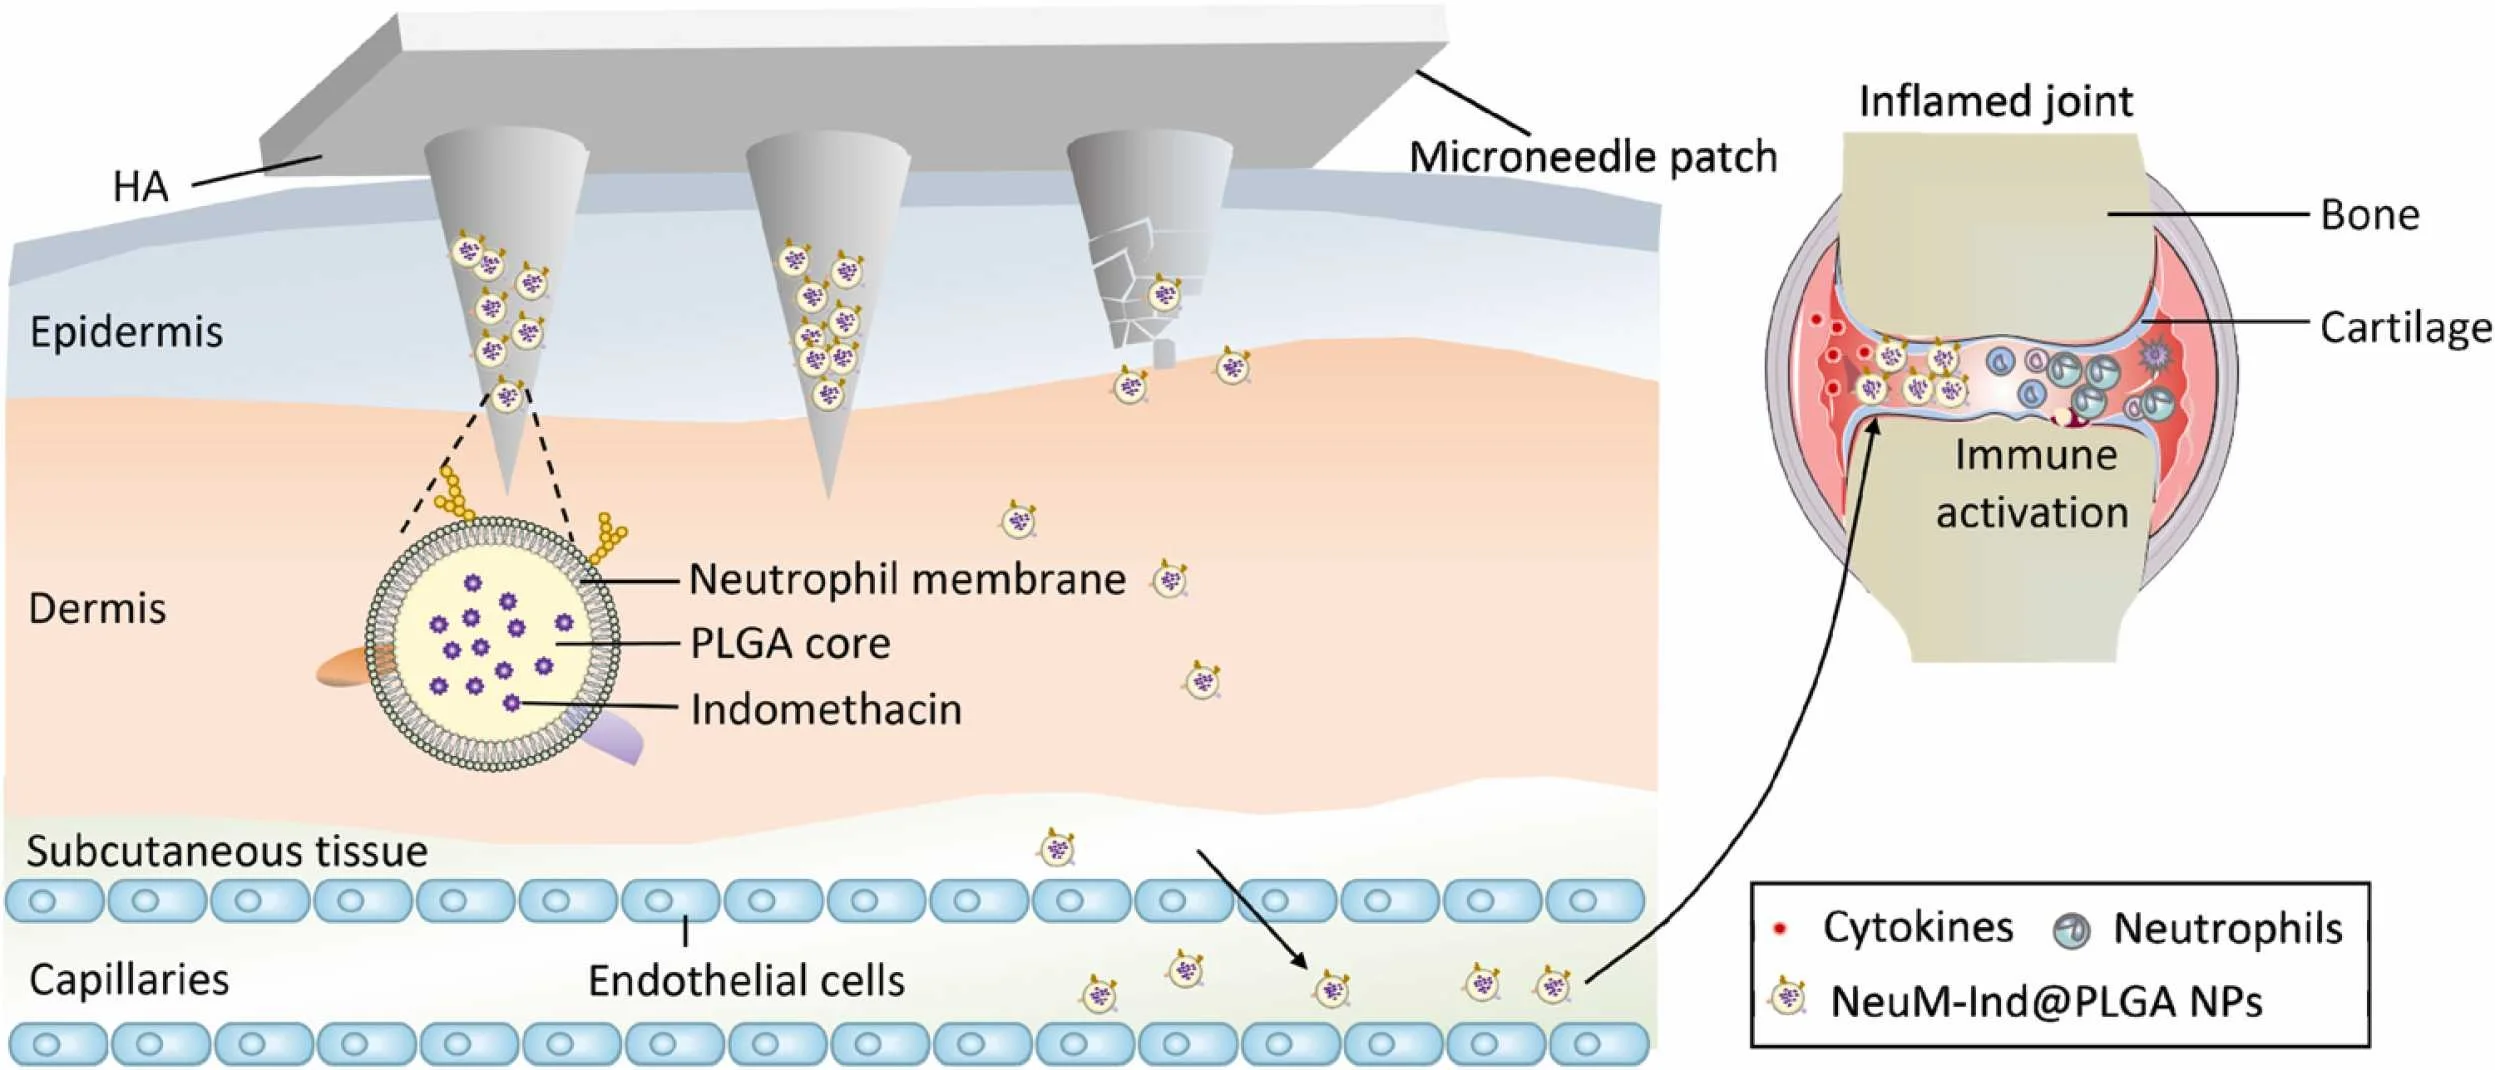 HA
Microneedle patch
Epidermis
Dermis
Neutrophil membrane
PLGA core
Indomethacin
Subcutaneous tissue
Capillaries
Endothelial cells
Inflamed joint
Bone
Cartilage
Immune
activation
Cytokines
Neutrophils
NeuM-Ind@PLGA NPs